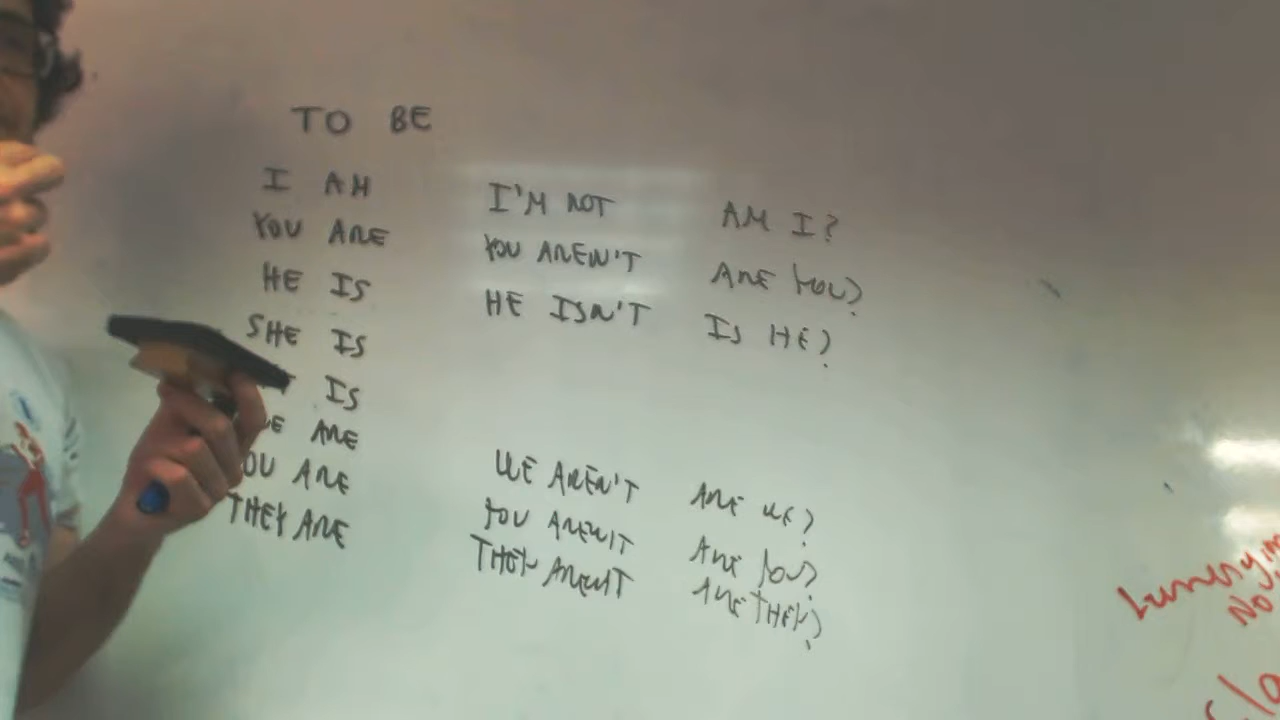 TO BE
I AM I'M NOT AM I?
YOU ARE YOU AREN'T ARE YOU?
HE IS HE ISN'T IS HE?
SHE IS
IS
ARE WE AREN'T ARE WE?
ARE YOU AREN'T ARE YOU?
THEY ARE THEY AREN'T ARE THEY?
NO